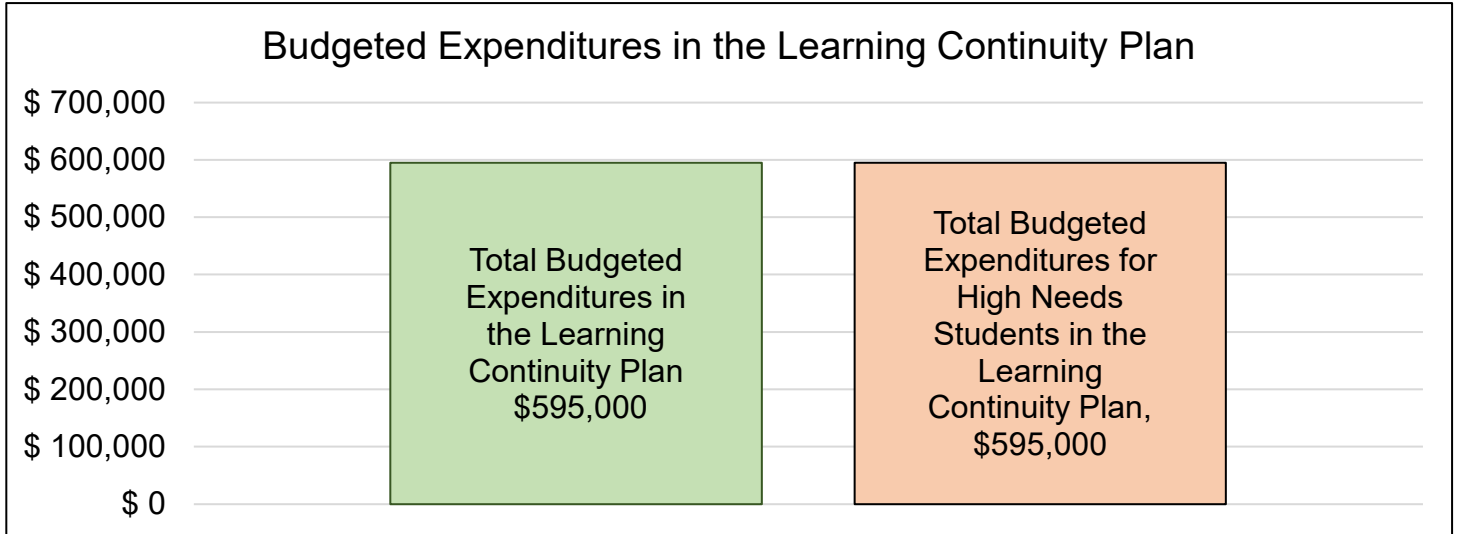 Budgeted Expenditures in the Learning Continuity Plan
$ 700,000
$ 600,000
$ 500,000
$ 400,000
$ 300,000
$ 200,000
$ 100,000
$ 0
Total Budgeted
Expenditures in
the Learning
Continuity Plan
$595,000
Total Budgeted
Expenditures for
High Needs
Students in the
Learning
Continuity Plan,
$595,000